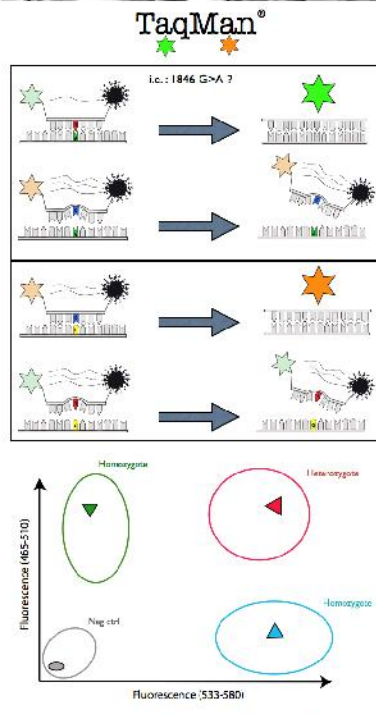 TaqMan®
i.e. : 1846 G>A ?
Homozygote
Heterozygote
Neg ctrl
Homozygote
Fluorescence (465-510)
Fluorescence (533-580)